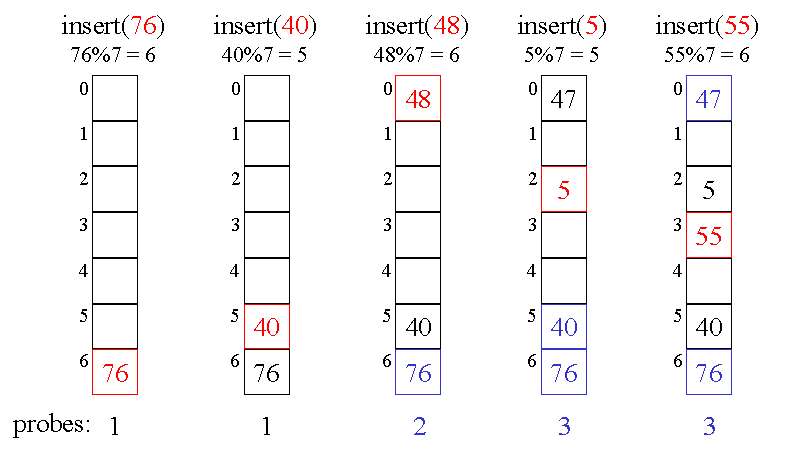 insert(76) insert(40) insert(48) insert(5) insert(55)
76%7 = 6 40%7 = 5 48%7 = 6 5%7 = 5 55%7 = 6
0 0 0 48 0 47 0 47
1 1 1 1 1
2 2 2 2 5 2 5
3 3 3 3 3 55
4 4 4 4 4
5 5 40 5 40 5 40 5 40
6 76 6 76 6 76 6 76 6 76
probes: 1 1 2 3 3